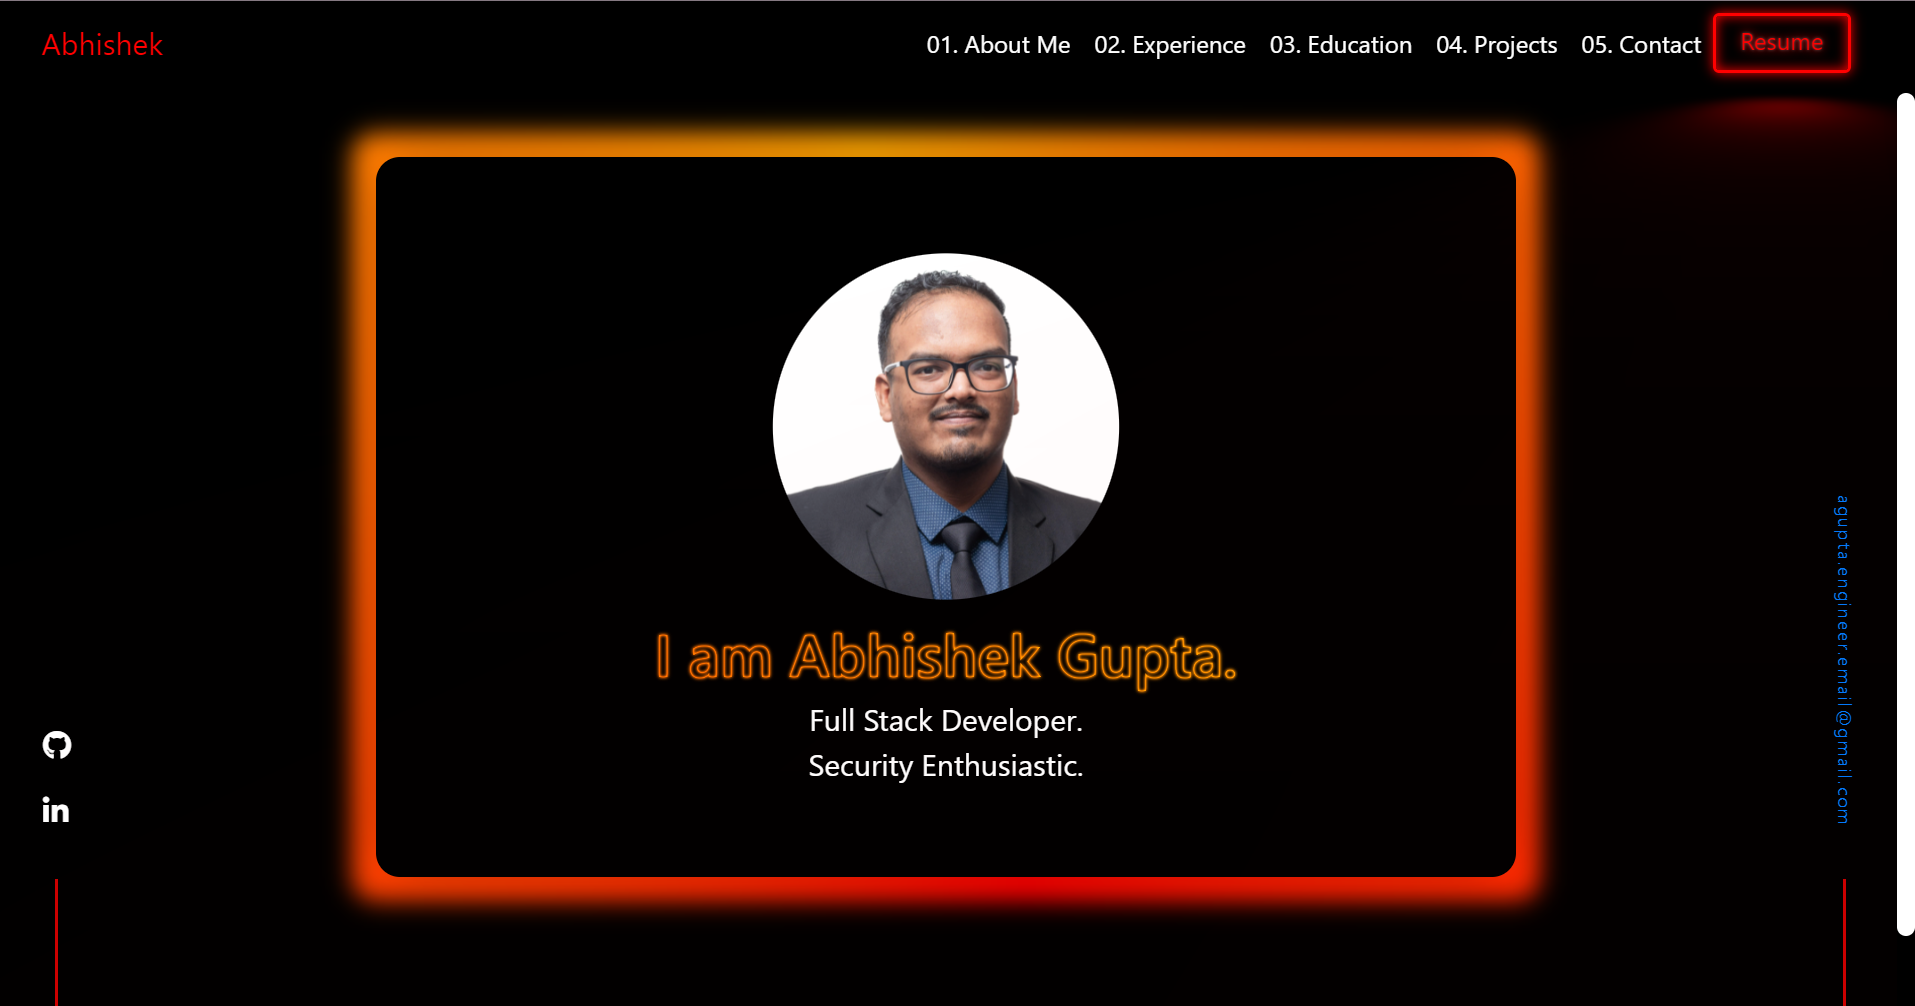 Abhishek
01. About Me
02. Experience
03. Education
04. Projects
05. Contact
Resume
I am Abhishek Gupta.
Full Stack Developer.
Security Enthusiastic.
in
agupta.engineer.email@gmail.com